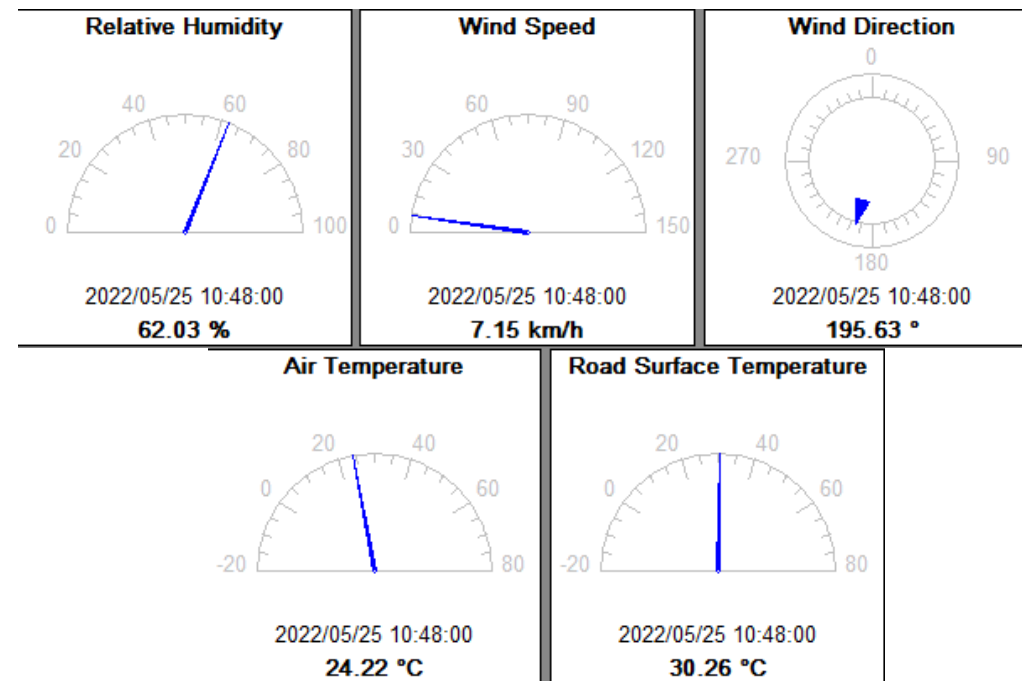 Relative Humidity
40 60
20 80
0 100
2022/05/25 10:48:00
62.03 %
Wind Speed
60 90
30 120
0 150
2022/05/25 10:48:00
7.15 km/h
Wind Direction
0
270 90
180
2022/05/25 10:48:00
195.63 °
Air Temperature
20 40
0 60
-20 80
2022/05/25 10:48:00
24.22 °C
Road Surface Temperature
20 40
0 60
-20 80
2022/05/25 10:48:00
30.26 °C